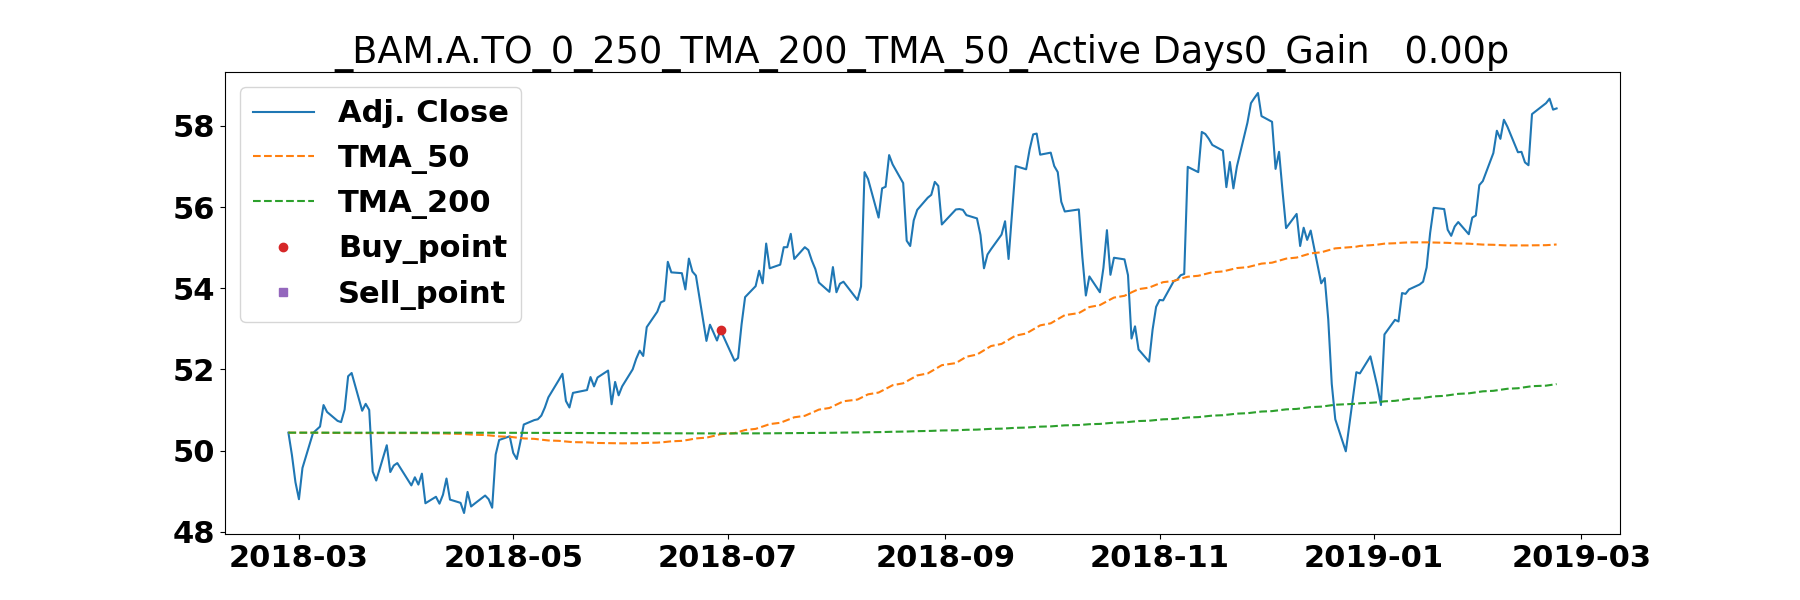 _BAM.A.TO_0_250_TMA_200_TMA_50_Active Days0_Gain   0.00p
Adj. Close
TMA_50
TMA_200
Buy_point
Sell_point
58
56
54
52
50
48
2018-03 2018-05 2018-07 2018-09 2018-11 2019-01 2019-03